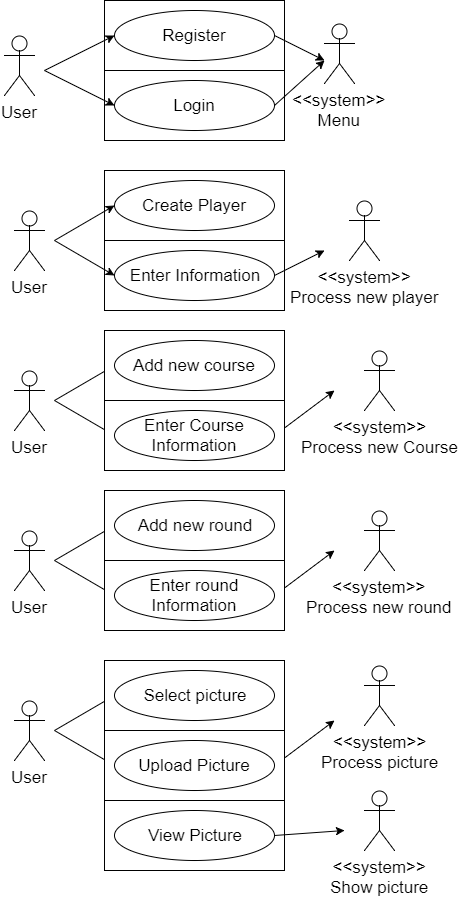 Register
User
Login
<<system>>
Menu
Create Player
User
Enter Information
<<system>>
Process new player
Add new course
User
Enter Course
Information
<<system>>
Process new Course
Add new round
User
Enter round
Information
<<system>>
Process new round
Select picture
User
Upload Picture
<<system>>
Process picture
View Picture
<<system>>
Show picture